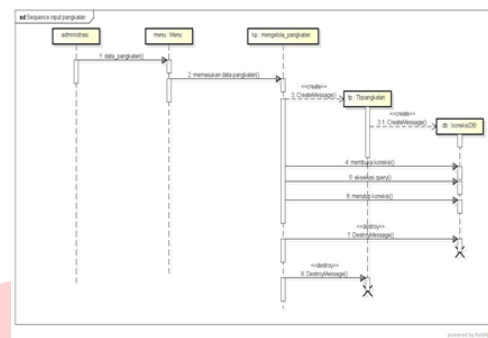 sd Sequence input pangkalan
administrasi
menu : Menu
kp : mengelola_pangkalan
1: data_pangkalan()
2: memasukan data pangkalan()
<<create>>
3: CreateMessage()
tp : Tbpangkalan
<<create>>
3.1: CreateMessage()
db : koneksiDB
4: membuka koneksi()
5: eksekusi query()
6: menutup koneksi()
<<destroy>>
7: DestroyMessage()
<<destroy>>
8: DestroyMessage()